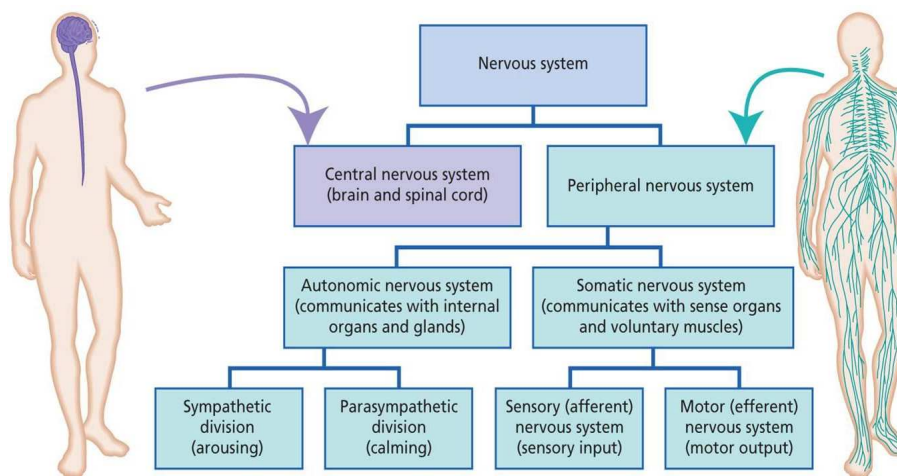 Nervous system
Central nervous system
(brain and spinal cord)
Peripheral nervous system
Autonomic nervous system
(communicates with internal
organs and glands)
Somatic nervous system
(communicates with sense organs
and voluntary muscles)
Sympathetic
division
(arousing)
Parasympathetic
division
(calming)
Sensory (afferent)
nervous system
(sensory input)
Motor (efferent)
nervous system
(motor output)